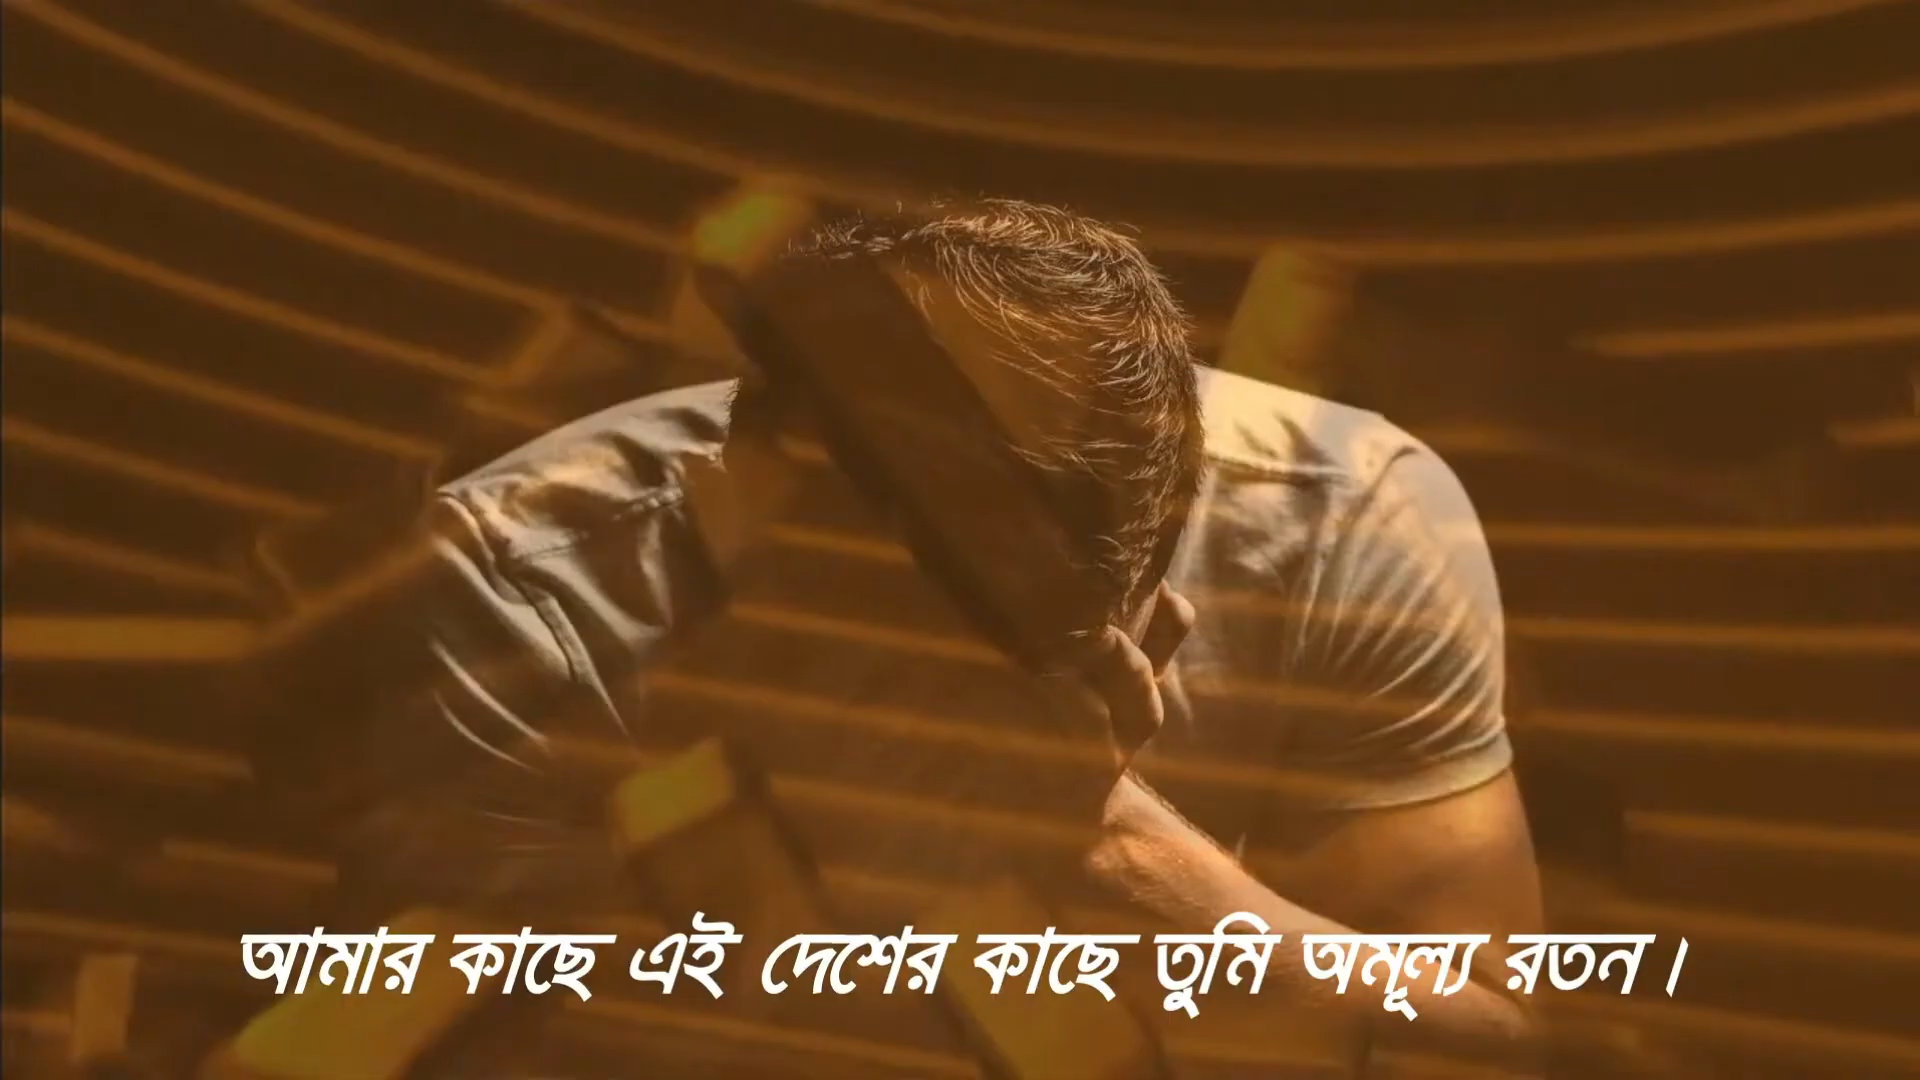 আমার কাছে এই দেশের কাছে তুমি অমূল্য রতন।